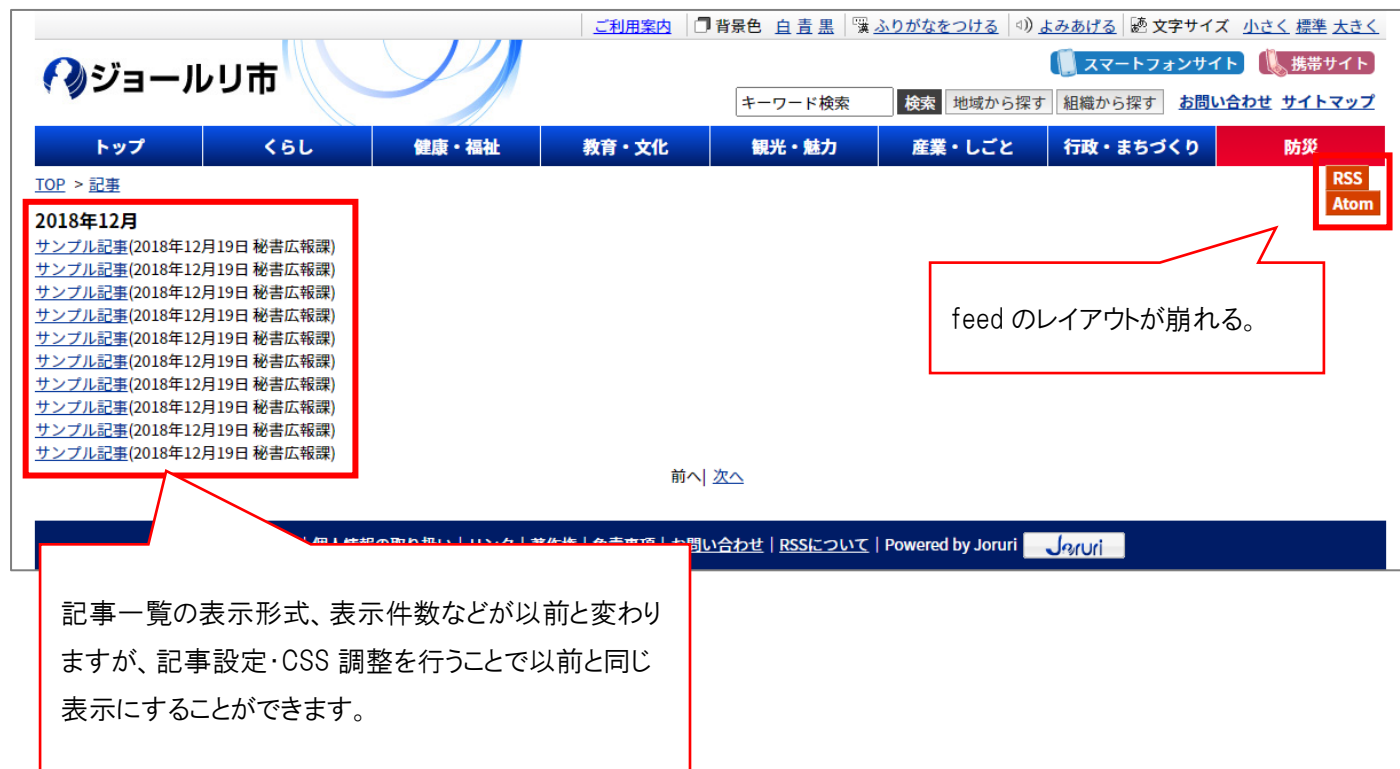 ご利用案内 背景色 白 青 黒 ふりがなをつける よみあげる 文字サイズ 小さく 標準 大きく
ジョールリ市
スマートフォンサイト 携帯サイト
キーワード検索 検索 地域から探す 組織から探す お問い合わせ サイトマップ
トップ くらし 健康・福祉 教育・文化 観光・魅力 産業・しごと 行政・まちづくり 防災
TOP > 記事
RSS
Atom
2018年12月
サンプル記事(2018年12月19日 秘書広報課)
サンプル記事(2018年12月19日 秘書広報課)
サンプル記事(2018年12月19日 秘書広報課)
サンプル記事(2018年12月19日 秘書広報課)
サンプル記事(2018年12月19日 秘書広報課)
サンプル記事(2018年12月19日 秘書広報課)
サンプル記事(2018年12月19日 秘書広報課)
サンプル記事(2018年12月19日 秘書広報課)
サンプル記事(2018年12月19日 秘書広報課)
サンプル記事(2018年12月19日 秘書広報課)
feed のレイアウトが崩れる。
前へ| 次へ
個人情報の取り扱い | リンク | 著作権 | 免責事項 | お問い合わせ | RSSについて | Powered by Joruri Joruri
記事一覧の表示形式、表示件数などが以前と変わり
ますが、記事設定・CSS 調整を行うことで以前と同じ
表示にすることができます。